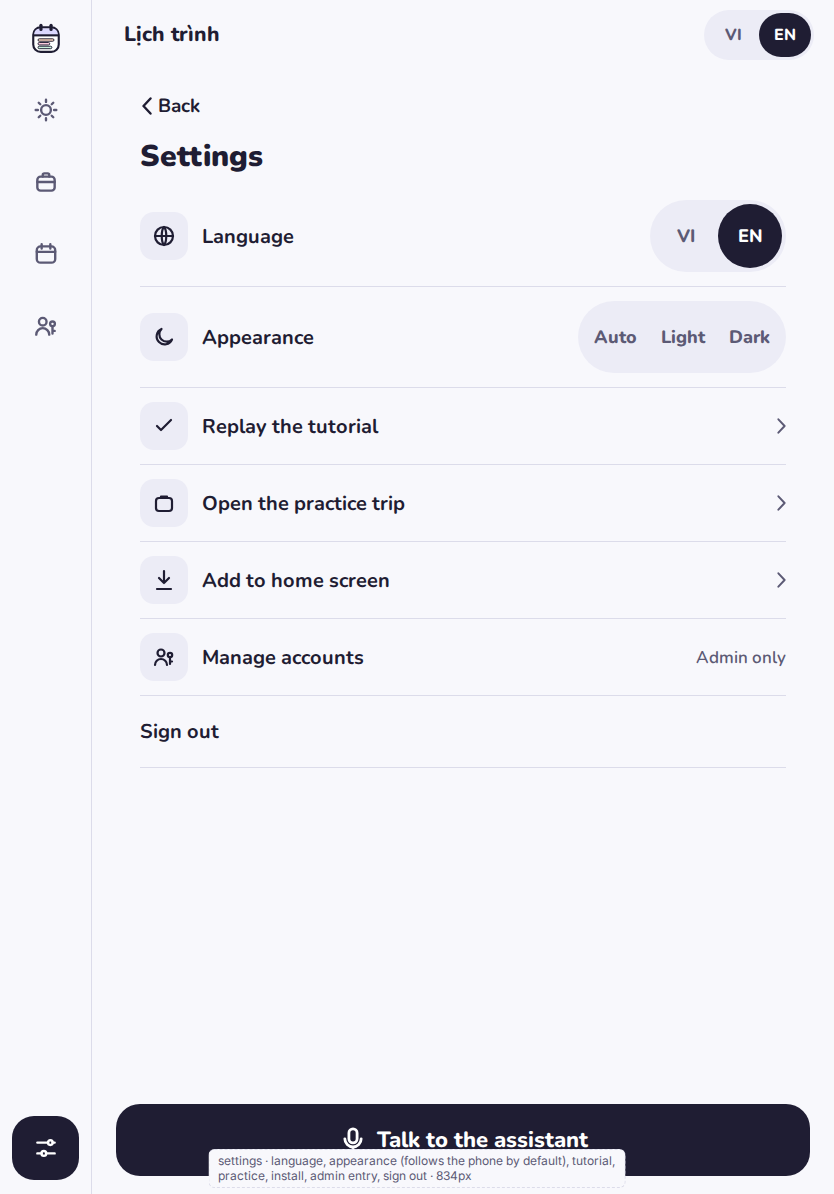 Lịch trình
VI EN
Back
Settings
Language
VI EN
Appearance
Auto Light Dark
Replay the tutorial
Open the practice trip
Add to home screen
Manage accounts
Admin only
Sign out
Talk to the assistant
settings · language, appearance (follows the phone by default), tutorial,
practice, install, admin entry, sign out · 834px